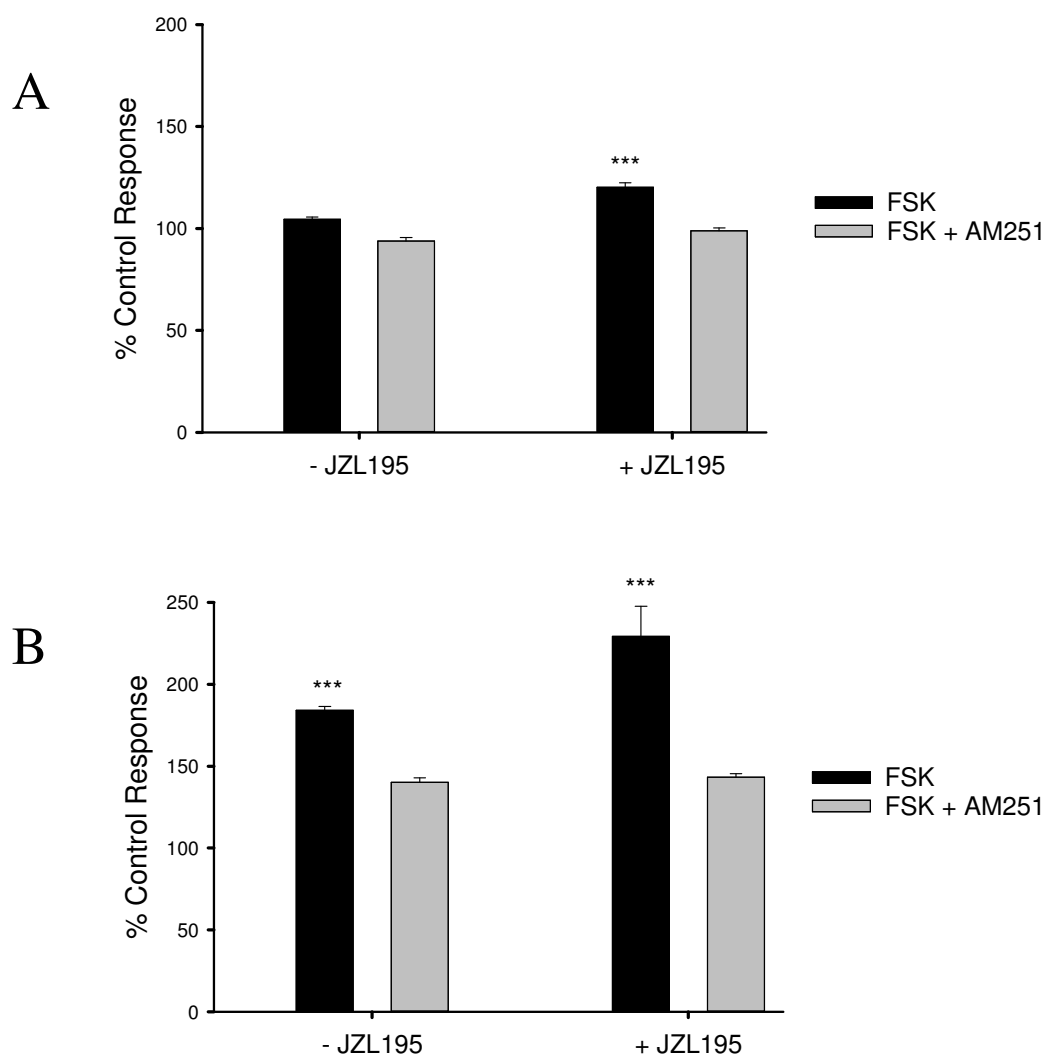 A
% Control Response
200
150
100
50
0
***
- JZL195
+ JZL195
FSK
FSK + AM251
B
% Control Response
250
200
150
100
50
0
***
***
- JZL195
+ JZL195
FSK
FSK + AM251